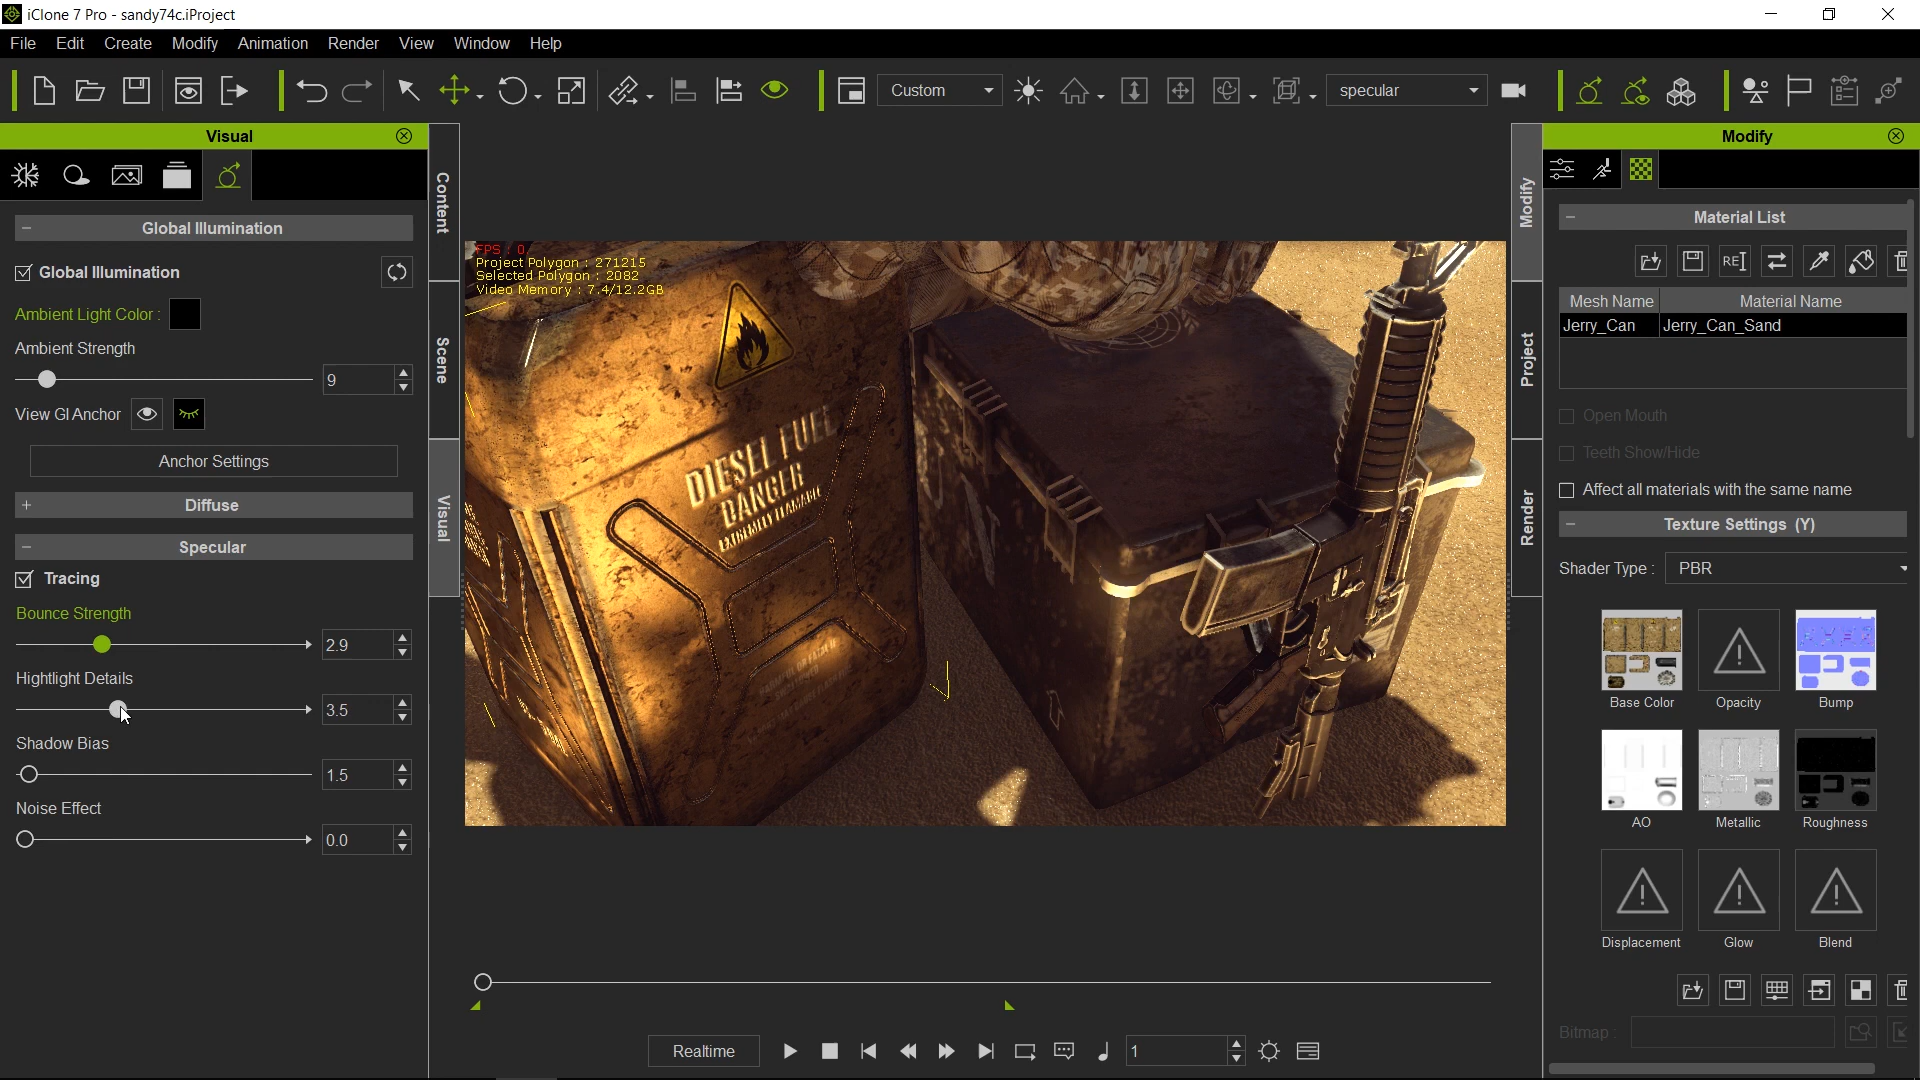 iClone 7 Pro - sandy74c.iProject
File Edit Create Modify Animation Render View Window Help
Custom
specular
Visual
Global Illumination
Global Illumination
Ambient Light Color :
Ambient Strength
9
View GI Anchor
Anchor Settings
Diffuse
Specular
Tracing
Bounce Strength
2.9
Hightlight Details
3.5
Shadow Bias
1.5
Noise Effect
0.0
Content
Scene
Visual
FPS : 0
Project Polygon : 271215
Selected Polygon : 2082
Video Memory : 7.4/12.2GB
DIESEL FUEL
DANGER
EXTREMELY FLAMABLE
Realtime
1
Modify
Project
Render
Modify
Material List
Mesh Name Material Name
Jerry_Can Jerry_Can_Sand
Open Mouth
Teeth Show/Hide
Affect all materials with the same name
Texture Settings (Y)
Shader Type : PBR
Base Color Opacity Bump
AO Metallic Roughness
Displacement Glow Blend
Bitmap :